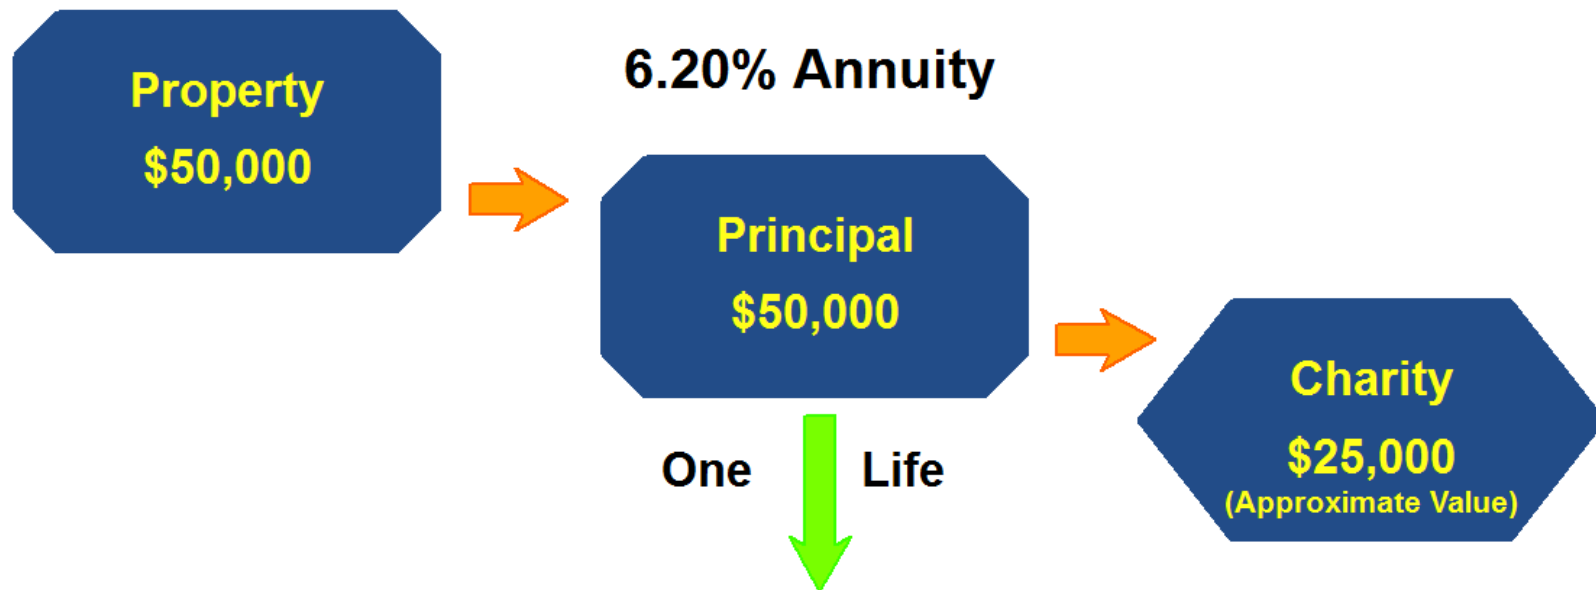 Property
$50,000
6.20% Annuity
Principal
$50,000
One Life
Charity
$25,000
(Approximate Value)